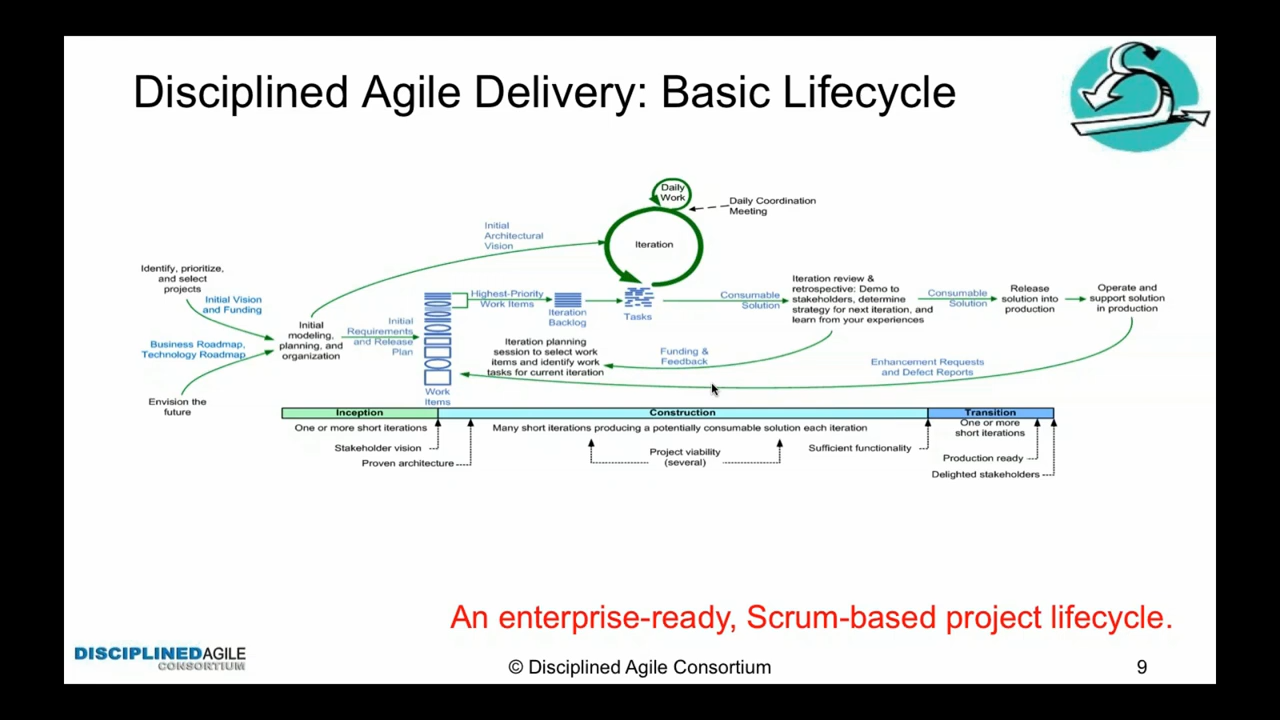 Disciplined Agile Delivery: Basic Lifecycle
Daily
Work
Daily Coordination
Meeting
Initial
Architectural
Vision
Iteration
Identify, prioritize,
and select
projects
Initial Vision
and Funding
Business Roadmap,
Technology Roadmap
Envision the
future
Initial
modeling,
planning, and
organization
Initial
Requirements
and Release
Plan
Work
Items
Highest-Priority
Work Items
Iteration
Backlog
Tasks
Iteration planning
session to select work
items and identify work
tasks for current iteration
Consumable
Solution
Iteration review &
retrospective: Demo to
stakeholders, determine
strategy for next iteration, and
learn from your experiences
Funding &
Feedback
Consumable
Solution
Release
solution into
production
Operate and
support solution
in production
Enhancement Requests
and Defect Reports
Inception
Construction
Transition
One or more short iterations
Many short iterations producing a potentially consumable solution each iteration
One or more
short iterations
Stakeholder vision
Proven architecture
Project viability
(several)
Sufficient functionality
Production ready
Delighted stakeholders
An enterprise-ready, Scrum-based project lifecycle.
DISCIPLINEDAGILE
CONSORTIUM
© Disciplined Agile Consortium
9